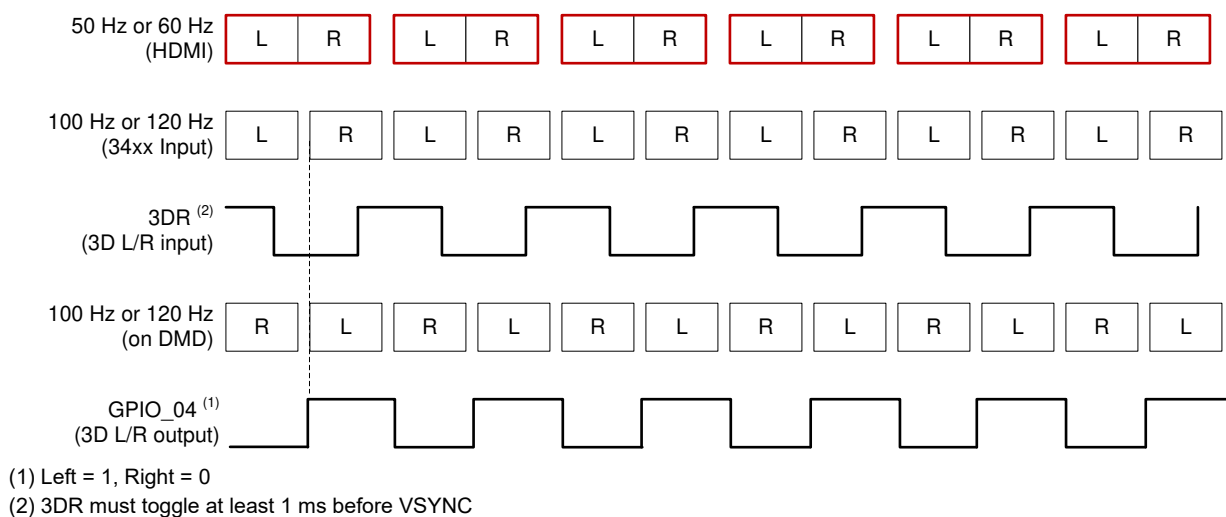 50 Hz or 60 Hz
(HDMI)
L R L R L R L R L R L R
100 Hz or 120 Hz
(34xx Input)
L R L R L R L R L R L R
3DR (2)
(3D L/R input)
100 Hz or 120 Hz
(on DMD)
R L R L R L R L R L R L
GPIO_04 (1)
(3D L/R output)
(1) Left = 1, Right = 0
(2) 3DR must toggle at least 1 ms before VSYNC